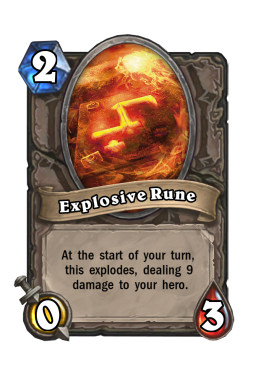 2
Explosive Rune
At the start of your turn,
this explodes, dealing 9
damage to your hero.
0
3